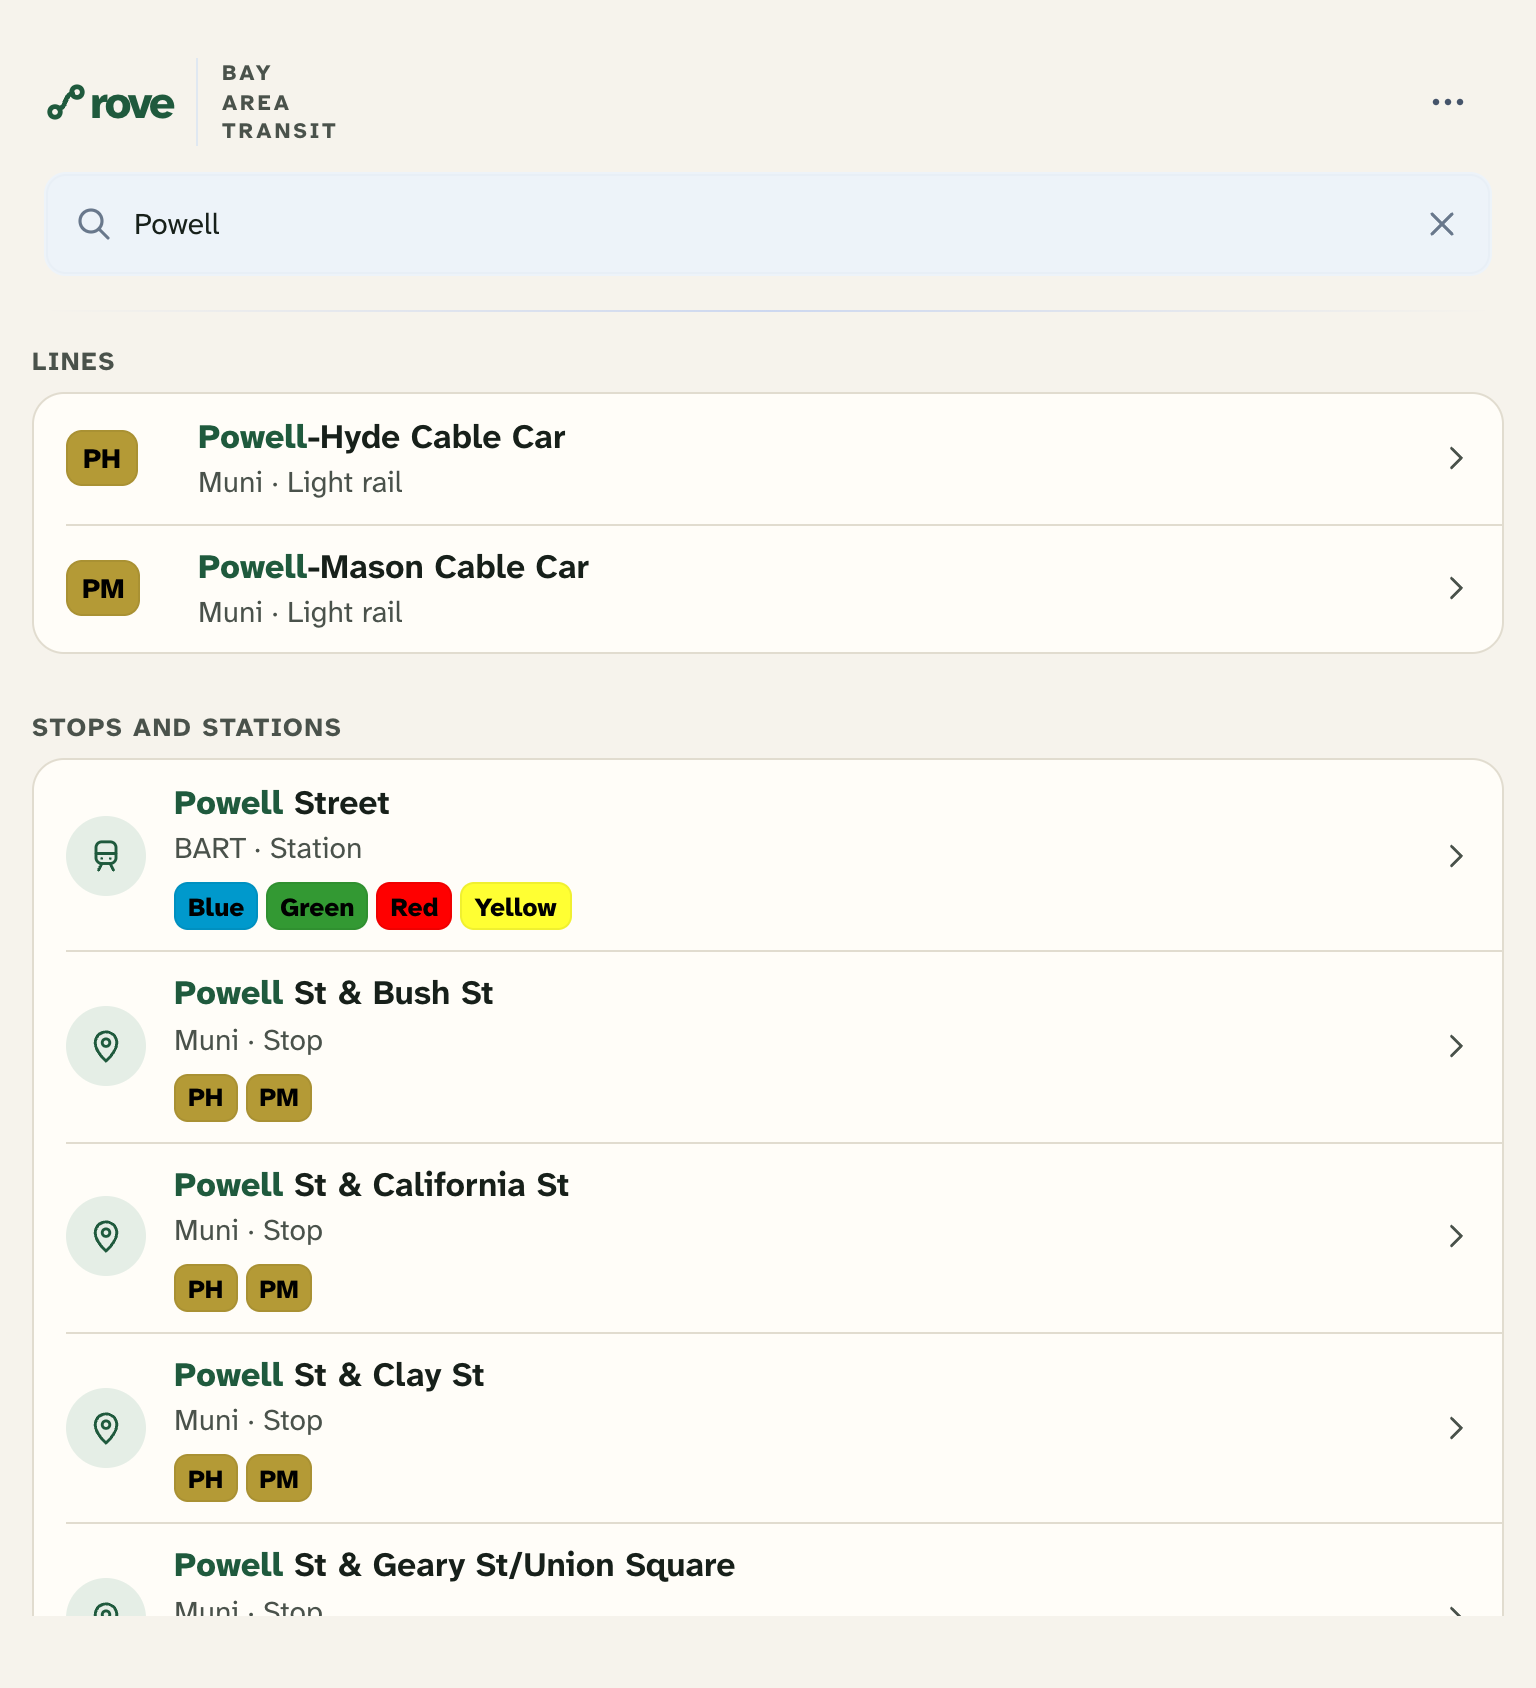 rove
BAY
AREA
TRANSIT
Powell
LINES
PH
Powell-Hyde Cable Car
Muni · Light rail
PM
Powell-Mason Cable Car
Muni · Light rail
STOPS AND STATIONS
Powell Street
BART · Station
Blue Green Red Yellow
Powell St & Bush St
Muni · Stop
PH PM
Powell St & California St
Muni · Stop
PH PM
Powell St & Clay St
Muni · Stop
PH PM
Powell St & Geary St/Union Square
Muni · Stop